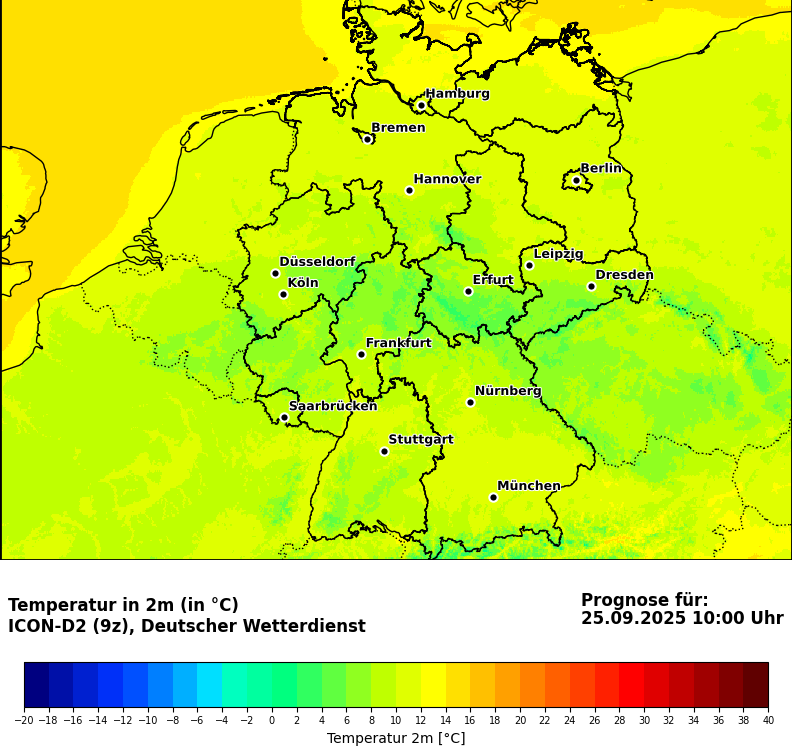 Hamburg
Bremen
Berlin
Hannover
Leipzig
Düsseldorf
Dresden
Köln
Erfurt
Frankfurt
Nürnberg
Saarbrücken
Stuttgart
München
Temperatur in 2m (in °C)
ICON-D2 (9z), Deutscher Wetterdienst
Prognose für:
25.09.2025 10:00 Uhr
−20 −18 −16 −14 −12 −10 −8 −6 −4 −2 0 2 4 6 8 10 12 14 16 18 20 22 24 26 28 30 32 34 36 38 40
Temperatur 2m [°C]